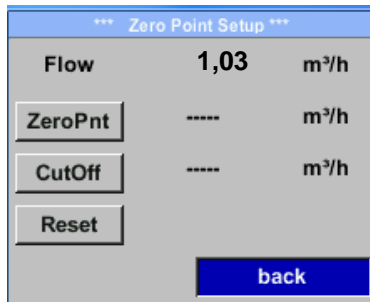 *** Zero Point Setup ***
Flow 1,03 m³/h
ZeroPnt ----- m³/h
CutOff ----- m³/h
Reset
back